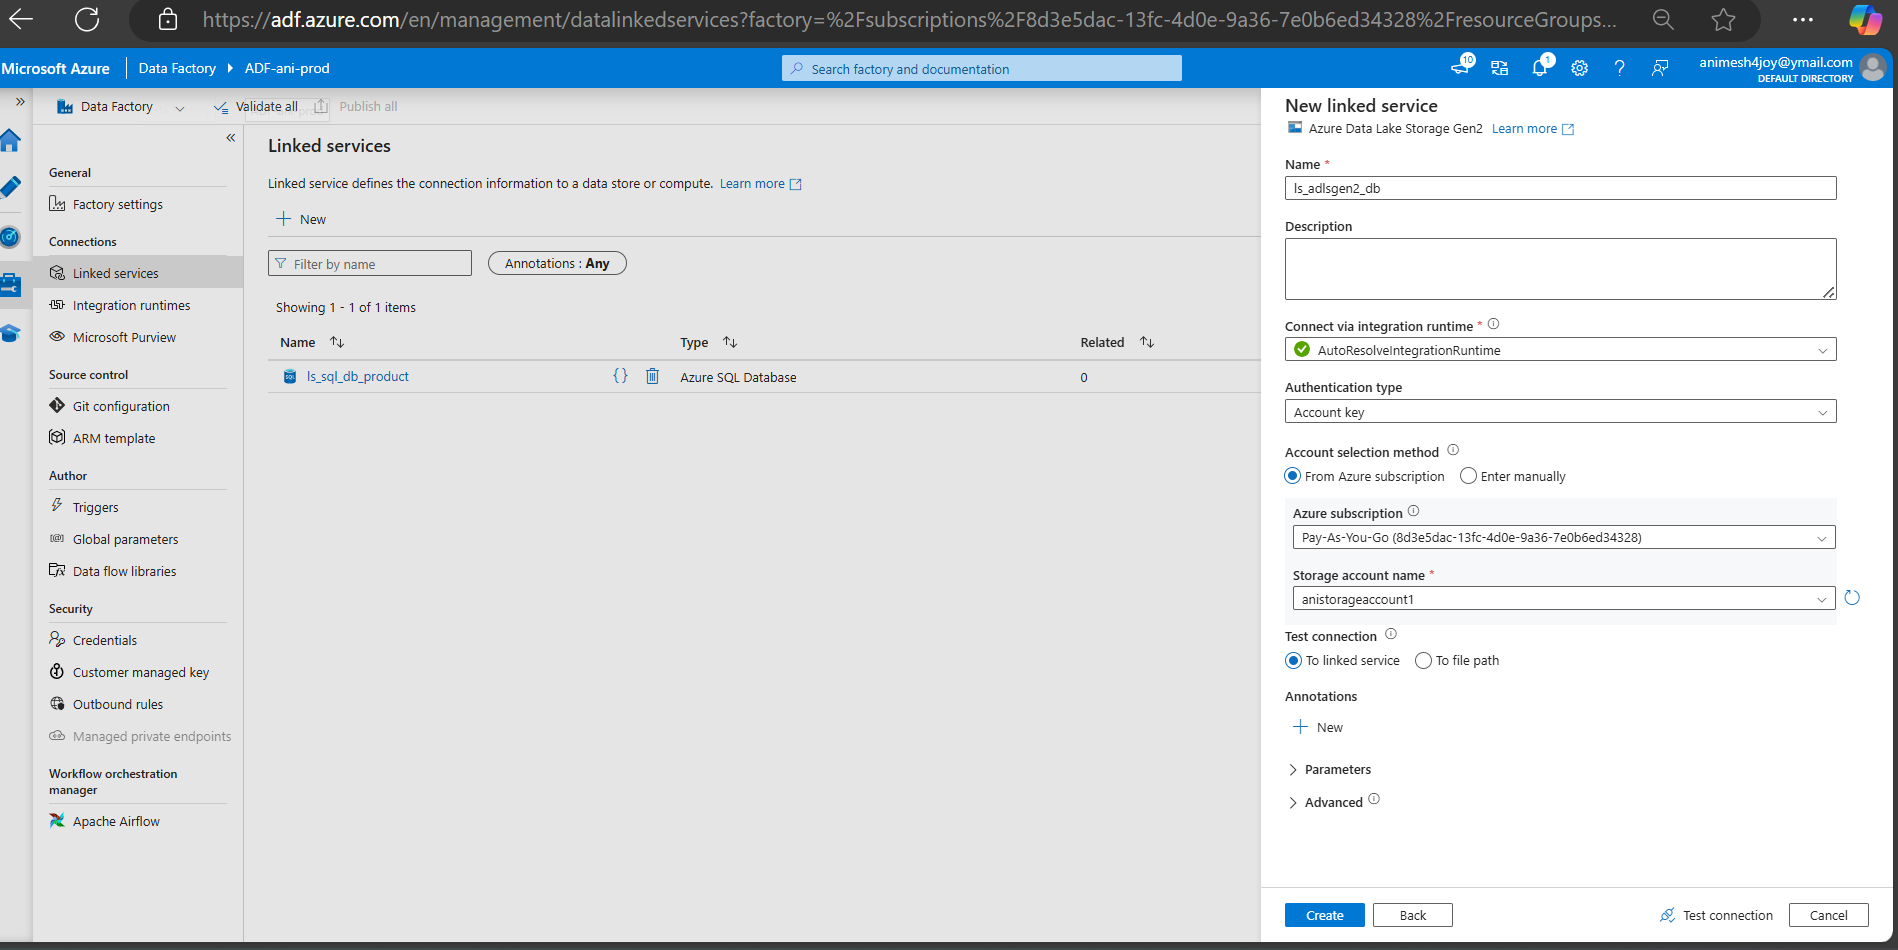 https://adf.azure.com/en/management/datalinkedservices?factory=%2Fsubscriptions%2F8d3e5dac-13fc-4d0e-9a36-7e0b6ed34328%2FresourceGroups...
Microsoft Azure
Data Factory
ADF-ani-prod
Search factory and documentation
10
1
animesh4joy@ymail.com
DEFAULT DIRECTORY
Data Factory
Validate all
Publish all
General
Factory settings
Connections
Linked services
Integration runtimes
Microsoft Purview
Source control
Git configuration
ARM template
Author
Triggers
Global parameters
Data flow libraries
Security
Credentials
Customer managed key
Outbound rules
Managed private endpoints
Workflow orchestration
manager
Apache Airflow
Linked services
Linked service defines the connection information to a data store or compute. Learn more
New
Filter by name
Annotations : Any
Showing 1 - 1 of 1 items
Name Type Related
ls_sql_db_product {} Azure SQL Database 0
New linked service
Azure Data Lake Storage Gen2 Learn more
Name *
ls_adlsgen2_db
Description
Connect via integration runtime *
AutoResolveIntegrationRuntime
Authentication type
Account key
Account selection method
From Azure subscription Enter manually
Azure subscription
Pay-As-You-Go (8d3e5dac-13fc-4d0e-9a36-7e0b6ed34328)
Storage account name *
anistorageaccount1
Test connection
To linked service To file path
Annotations
New
Parameters
Advanced
Create Back Test connection Cancel